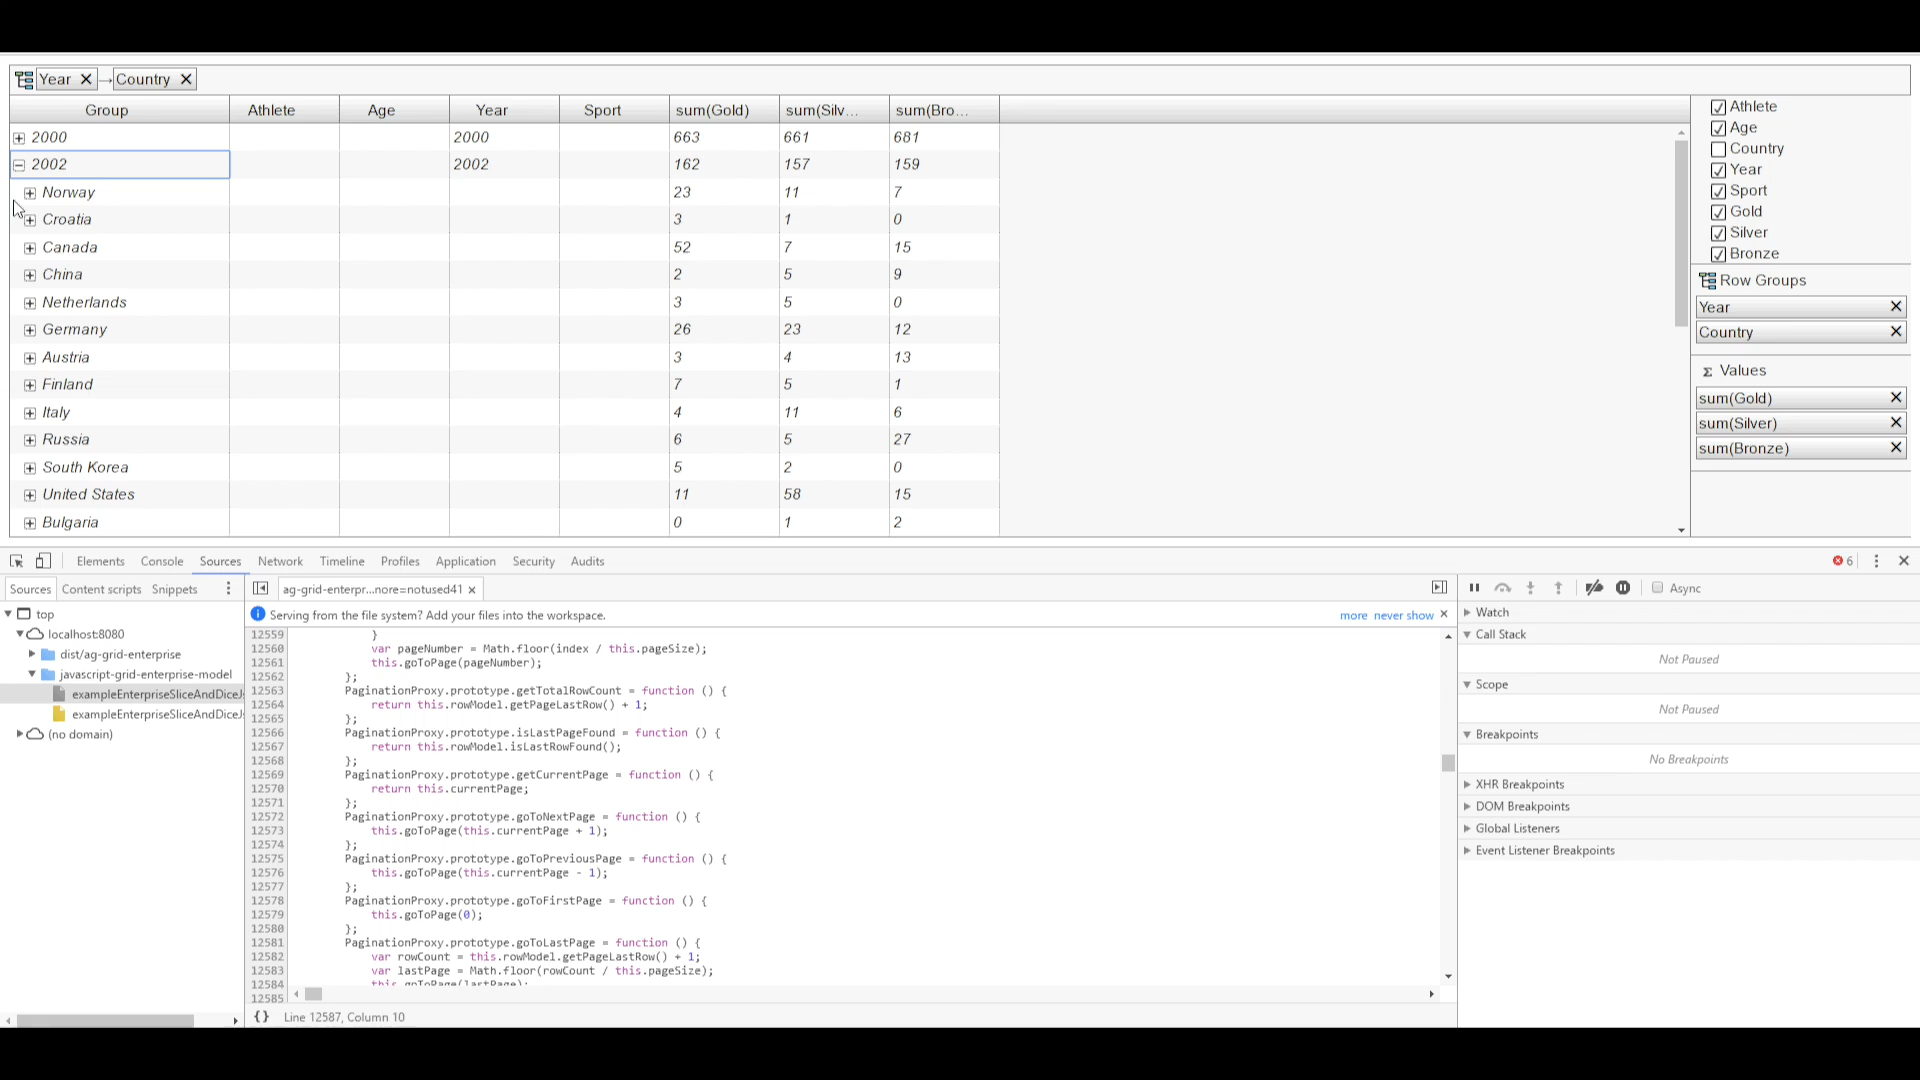 Year → Country
Group Athlete Age Year Sport sum(Gold) sum(Silv... sum(Bro...
2000 2000 663 661 681
2002 2002 162 157 159
Norway 23 11 7
Croatia 3 1 0
Canada 52 7 15
China 2 5 9
Netherlands 3 5 0
Germany 26 23 12
Austria 3 4 13
Finland 7 5 1
Italy 4 11 6
Russia 6 5 27
South Korea 5 2 0
United States 11 58 15
Bulgaria 0 1 2
Athlete
Age
Country
Year
Sport
Gold
Silver
Bronze
Row Groups
Year
Country
Σ Values
sum(Gold)
sum(Silver)
sum(Bronze)
Elements Console Sources Network Timeline Profiles Application Security Audits 6
Sources Content scripts Snippets
top
localhost:8080
dist/ag-grid-enterprise
javascript-grid-enterprise-model
exampleEnterpriseSliceAndDiceJ
exampleEnterpriseSliceAndDiceJ
(no domain)
ag-grid-enterpr...nore=notused41
Serving from the file system? Add your files into the workspace. more never show
12559 }
12560 var pageNumber = Math.floor(index / this.pageSize);
12561 this.goToPage(pageNumber);
12562 };
12563 PaginationProxy.prototype.getTotalRowCount = function () {
12564 return this.rowModel.getPageLastRow() + 1;
12565 };
12566 PaginationProxy.prototype.isLastPageFound = function () {
12567 return this.rowModel.isLastRowFound();
12568 };
12569 PaginationProxy.prototype.getCurrentPage = function () {
12570 return this.currentPage;
12571 };
12572 PaginationProxy.prototype.goToNextPage = function () {
12573 this.goToPage(this.currentPage + 1);
12574 };
12575 PaginationProxy.prototype.goToPreviousPage = function () {
12576 this.goToPage(this.currentPage - 1);
12577 };
12578 PaginationProxy.prototype.goToFirstPage = function () {
12579 this.goToPage(0);
12580 };
12581 PaginationProxy.prototype.goToLastPage = function () {
12582 var rowCount = this.rowModel.getPageLastRow() + 1;
12583 var lastPage = Math.floor(rowCount / this.pageSize);
12584 this.goToPage(lastPage);
12585
{} Line 12587, Column 10
Async
Watch
Call Stack
Not Paused
Scope
Not Paused
Breakpoints
No Breakpoints
XHR Breakpoints
DOM Breakpoints
Global Listeners
Event Listener Breakpoints